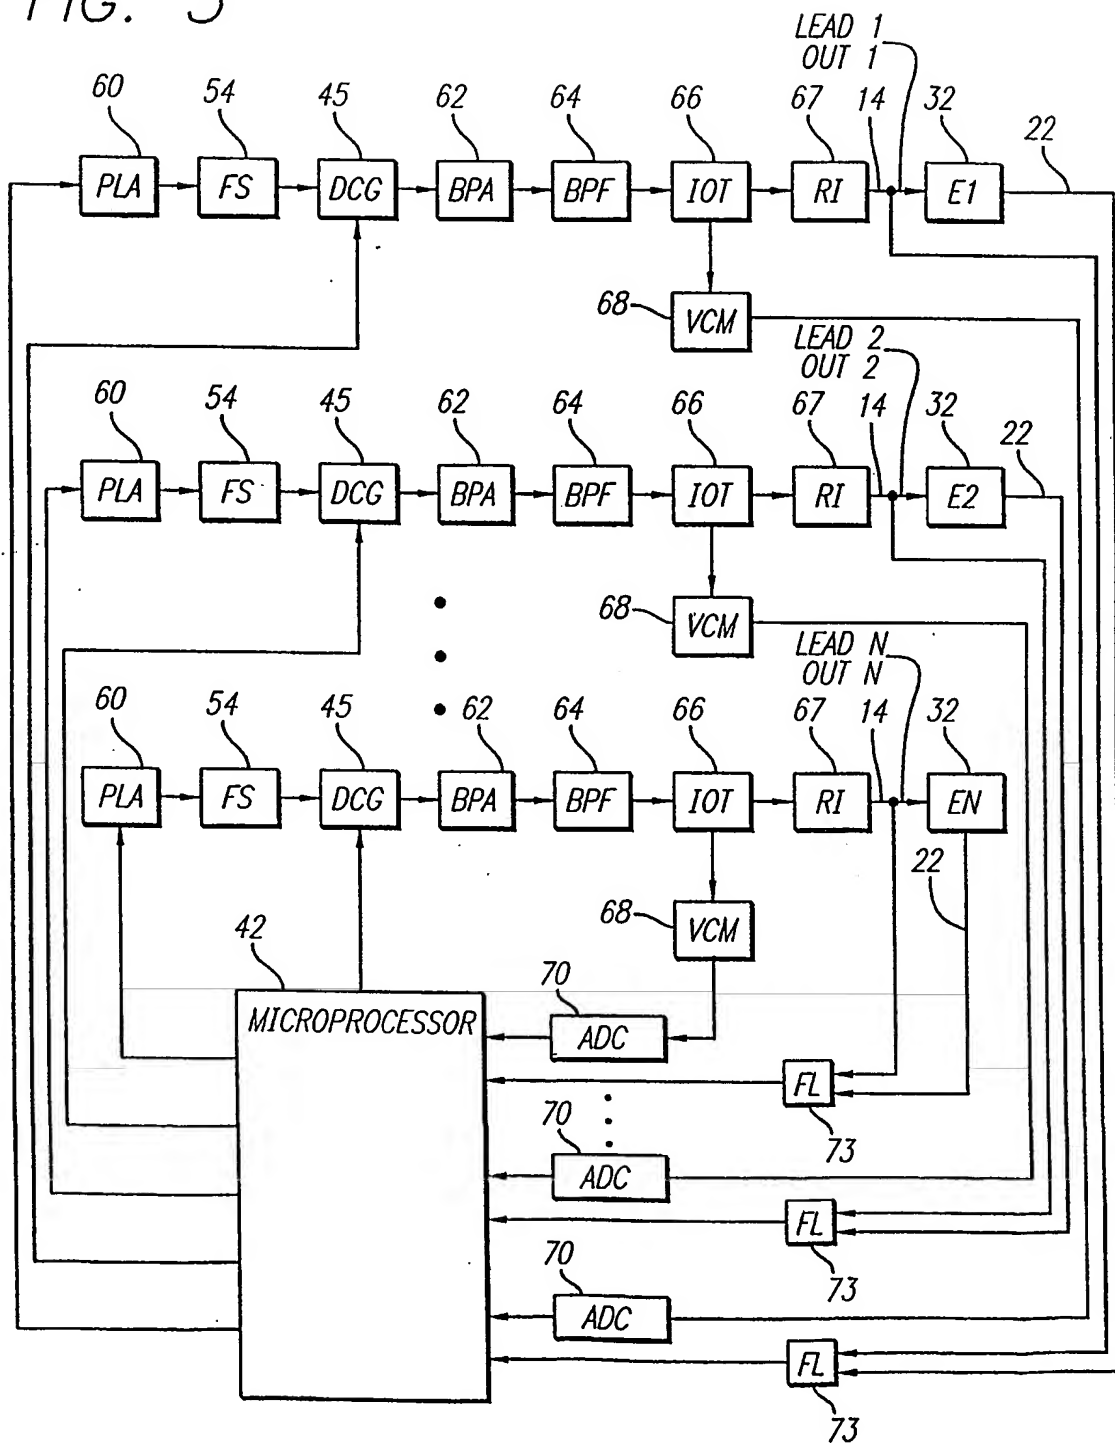 FIG. 5
LEAD 1
OUT 1
60 54 45 62 64 66 67 14 32 22
PLA FS DCG BPA BPF IOT RI E1
68 VCM
LEAD 2
OUT 2
60 54 45 62 64 66 67 14 32 22
PLA FS DCG BPA BPF IOT RI E2
68 VCM
LEAD N
OUT N
60 54 45 62 64 66 67 14 32
PLA FS DCG BPA BPF IOT RI EN
22
68 VCM
42
70
MICROPROCESSOR ADC
FL
70 73
ADC
FL
70 73
ADC
FL
73